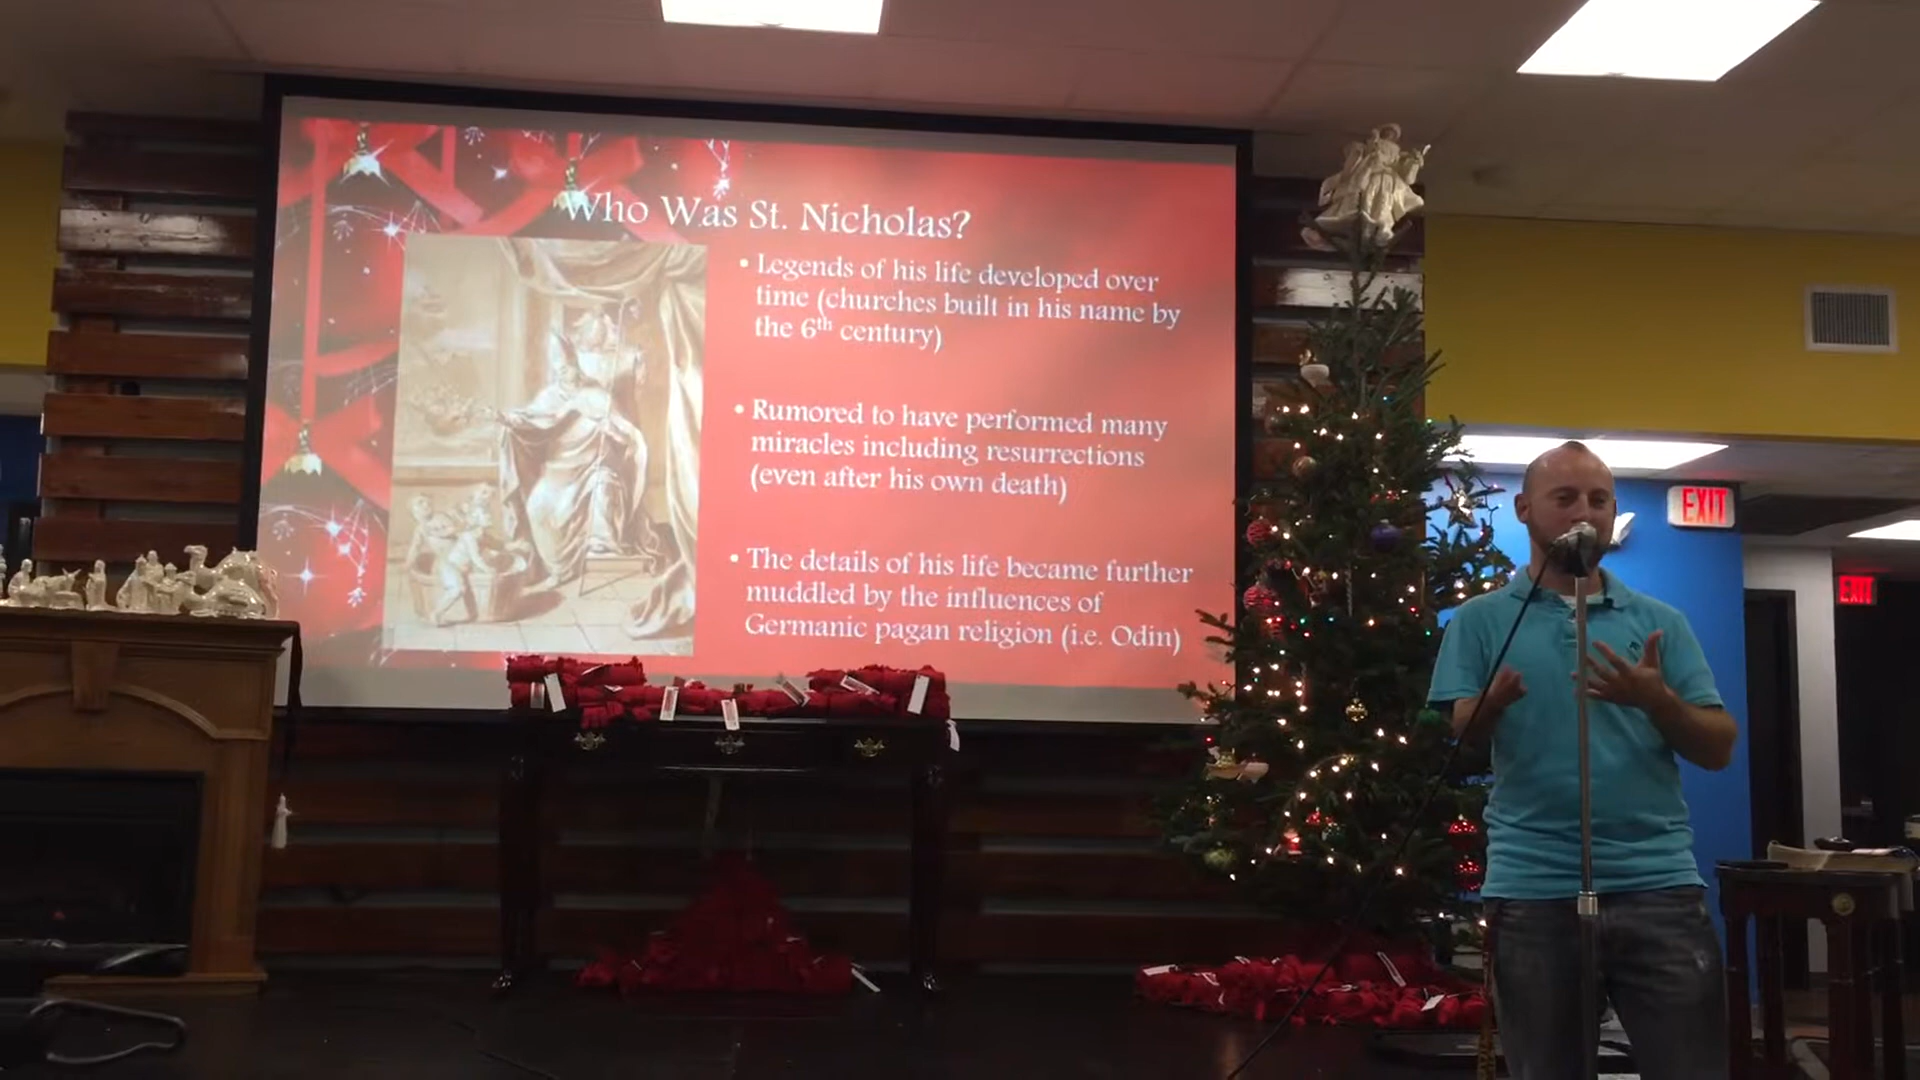 Who Was St. Nicholas?
• Legends of his life developed over
time (churches built in his name by
the 6th century)
• Rumored to have performed many
miracles including resurrections
(even after his own death)
• The details of his life became further
muddled by the influences of
Germanic pagan religion (i.e. Odin)
EXIT
EXIT